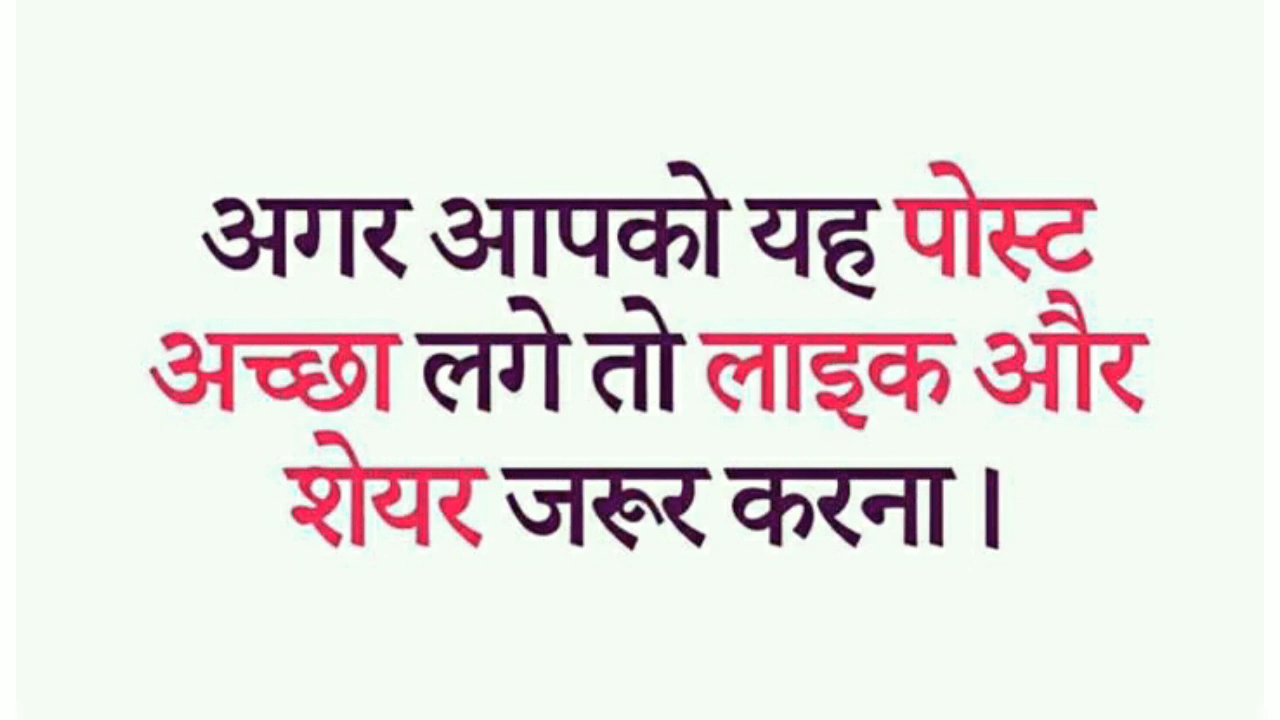 अगर आपको यह पोस्ट
अच्छा लगे तो लाइक और
शेयर जरूर करना।